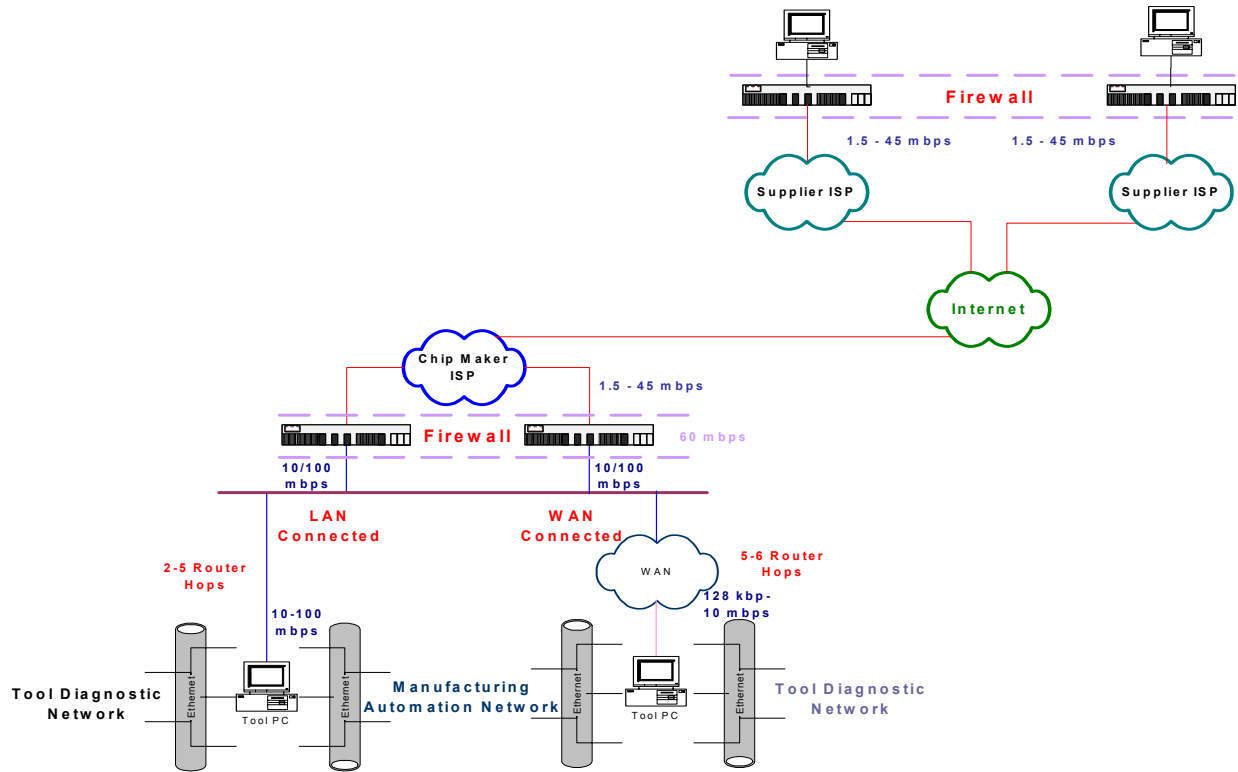 Firewall
1.5 - 45 mbps
1.5 - 45 mbps
Supplier ISP
Supplier ISP
Internet
Chip Maker
ISP
1.5 - 45 mbps
Firewall
60 mbps
10/100
mbps
10/100
mbps
LAN
Connected
WAN
Connected
2-5 Router
Hops
WAN
5-6 Router
Hops
10-100
mbps
128 kbp-
10 mbps
Tool Diagnostic
Network
Ethernet
Tool PC
Ethernet
Manufacturing
Automation Network
Ethernet
Tool PC
Ethernet
Tool Diagnostic
Network